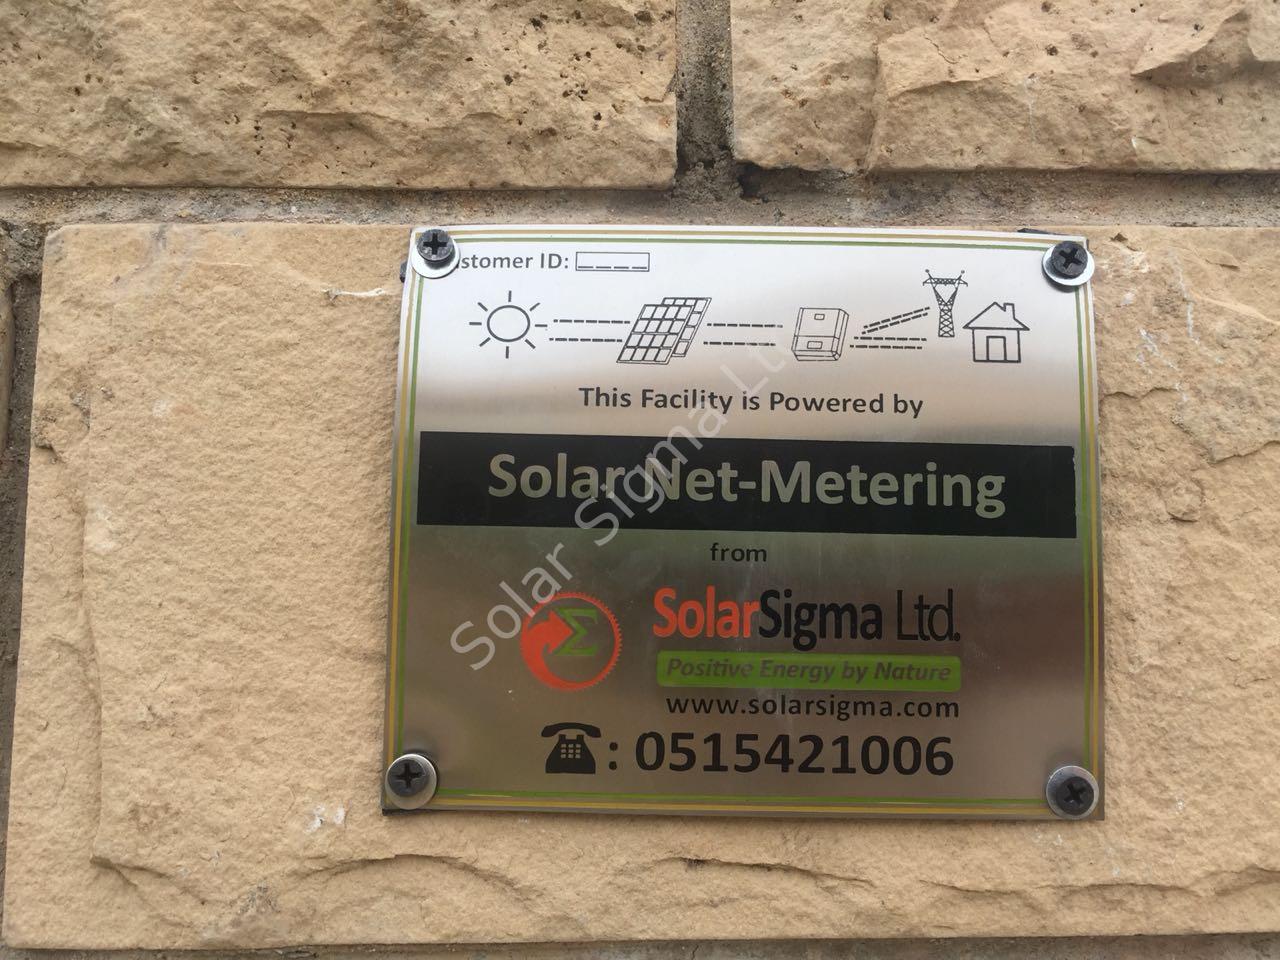 Customer ID:
This Facility is Powered by
Solar Net-Metering
from
SolarSigma Ltd.
Positive Energy by Nature
www.solarsigma.com
: 0515421006
Solar Sigma Ltd